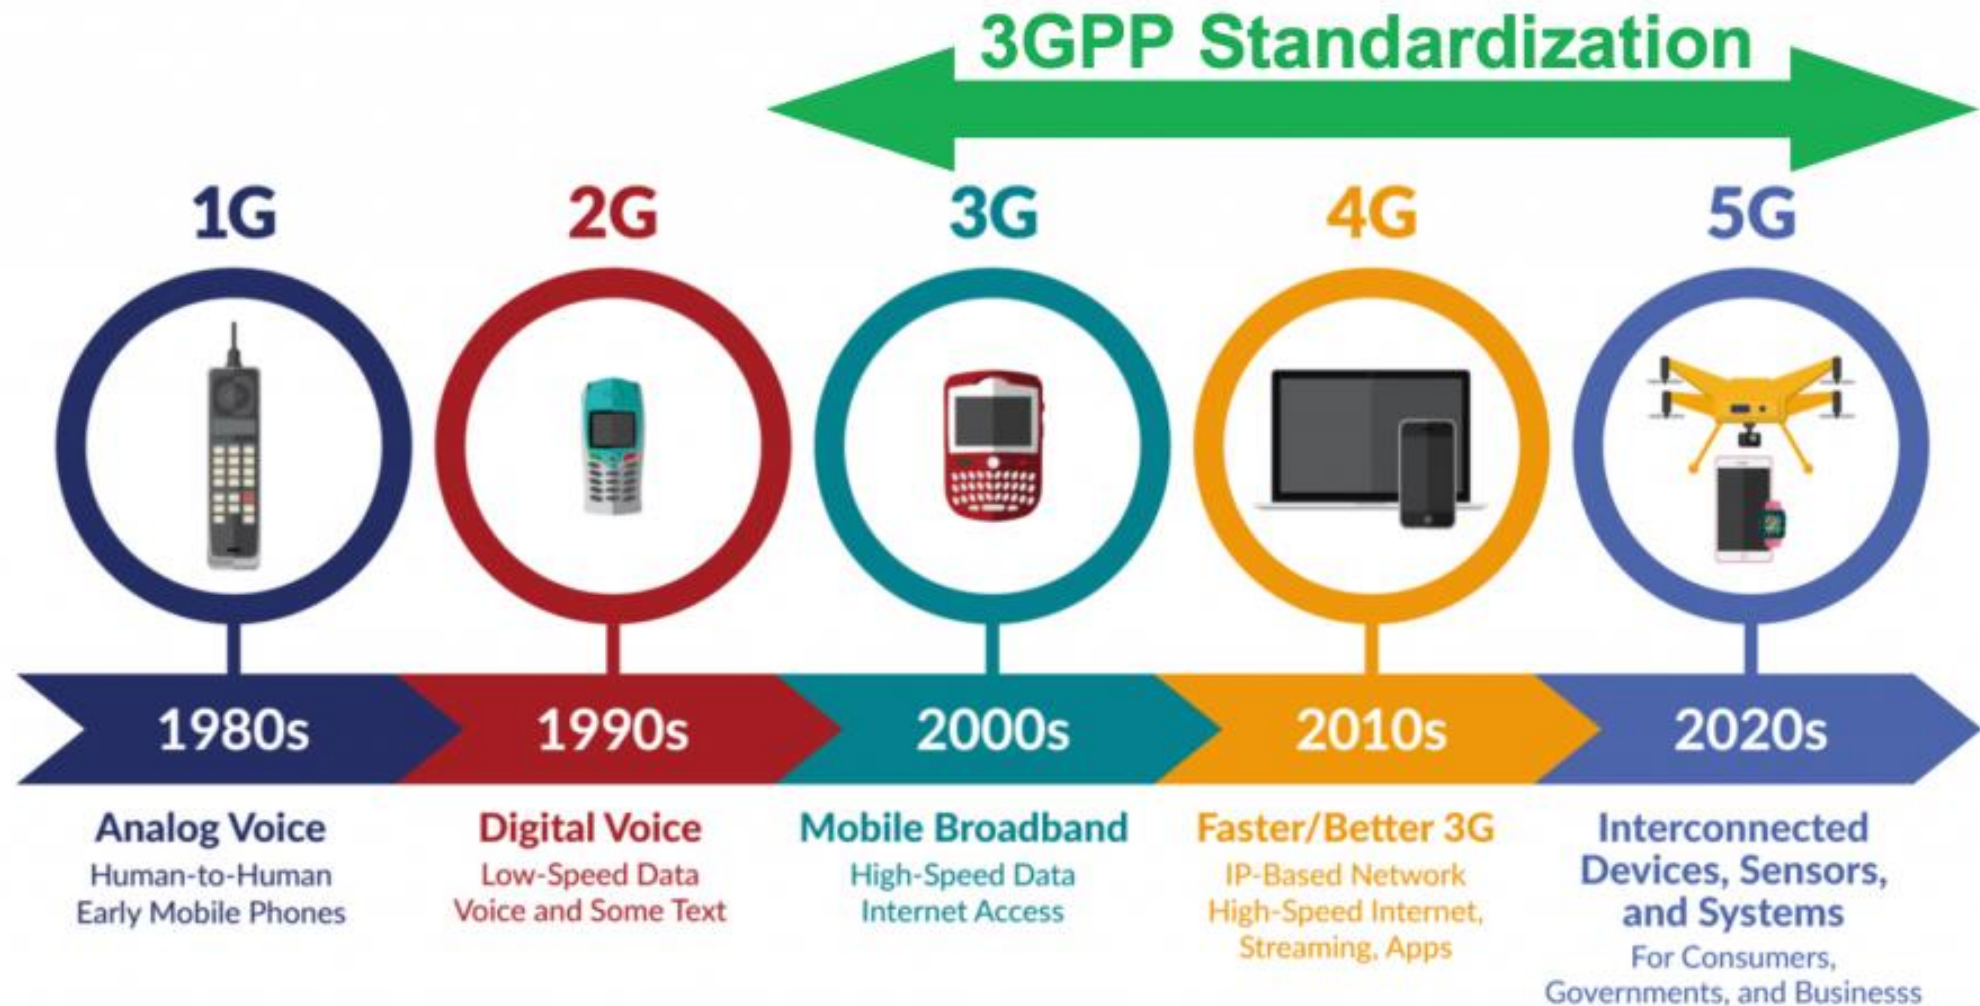 3GPP Standardization
1G
2G
3G
4G
5G
1980s
1990s
2000s
2010s
2020s
Analog Voice
Human-to-Human
Early Mobile Phones
Digital Voice
Low-Speed Data
Voice and Some Text
Mobile Broadband
High-Speed Data
Internet Access
Faster/Better 3G
IP-Based Network
High-Speed Internet,
Streaming, Apps
Interconnected
Devices, Sensors,
and Systems
For Consumers,
Governments, and Businesss